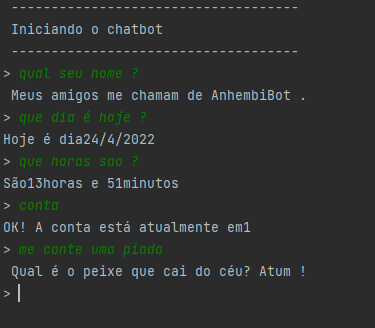 ------------------------------------
Iniciando o chatbot
------------------------------------
> qual seu nome ?
Meus amigos me chamam de AnhembiBot .
> que dia é hoje ?
Hoje é dia24/4/2022
> que horas sao ?
São13horas e 51minutos
> conta
OK! A conta está atualmente em1
> me conte uma piada
Qual é o peixe que cai do céu? Atum !
>